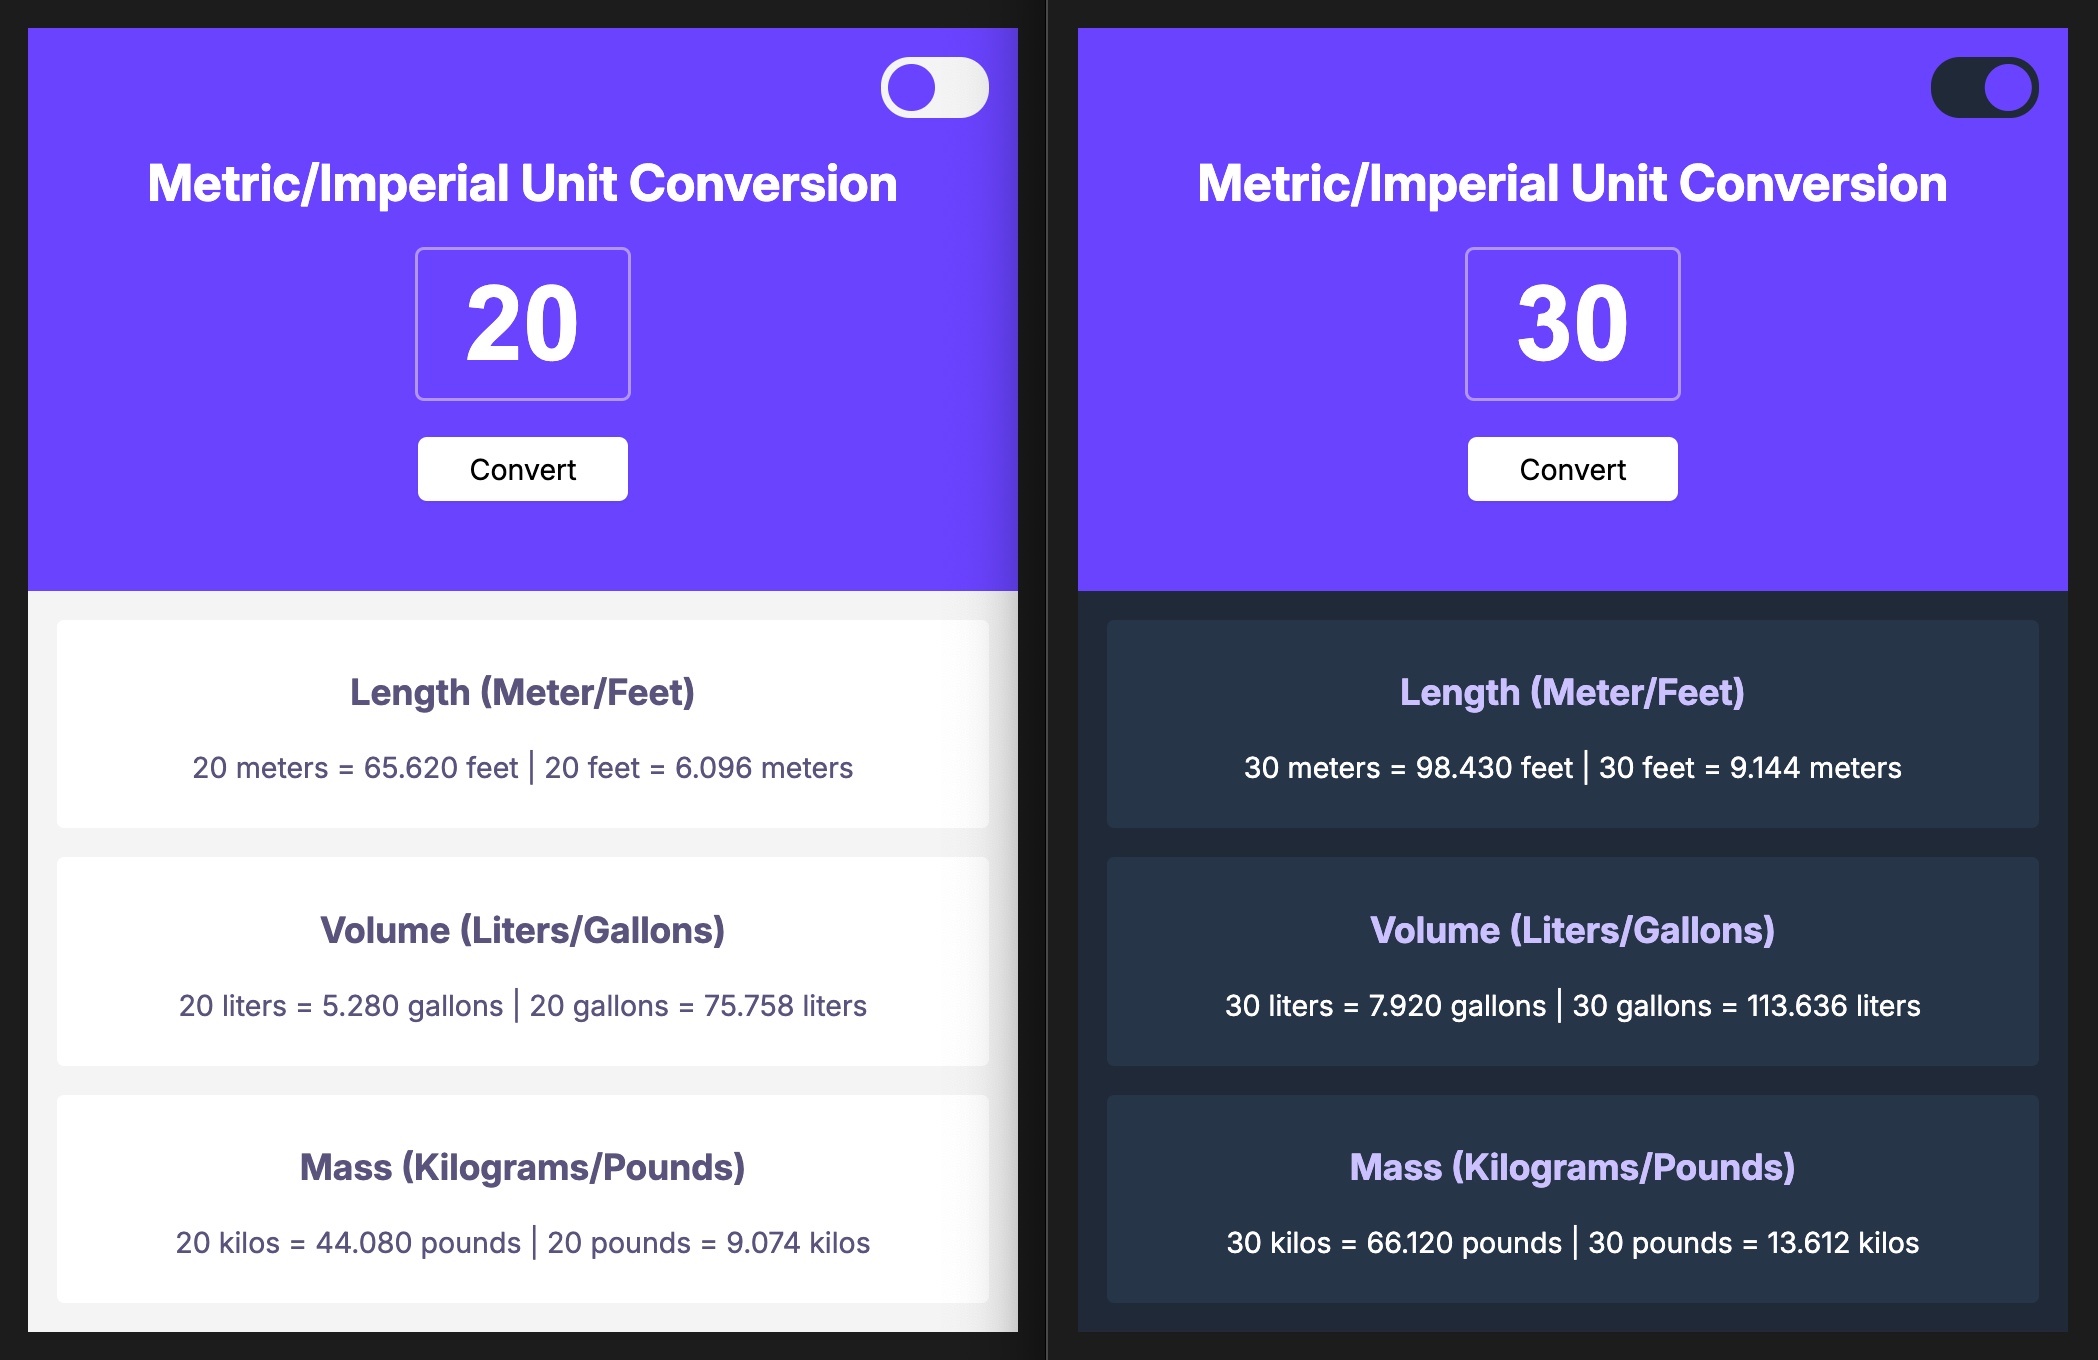 Metric/Imperial Unit Conversion
20
Convert
Length (Meter/Feet)
20 meters = 65.620 feet | 20 feet = 6.096 meters
Volume (Liters/Gallons)
20 liters = 5.280 gallons | 20 gallons = 75.758 liters
Mass (Kilograms/Pounds)
20 kilos = 44.080 pounds | 20 pounds = 9.074 kilos
Metric/Imperial Unit Conversion
30
Convert
Length (Meter/Feet)
30 meters = 98.430 feet | 30 feet = 9.144 meters
Volume (Liters/Gallons)
30 liters = 7.920 gallons | 30 gallons = 113.636 liters
Mass (Kilograms/Pounds)
30 kilos = 66.120 pounds | 30 pounds = 13.612 kilos